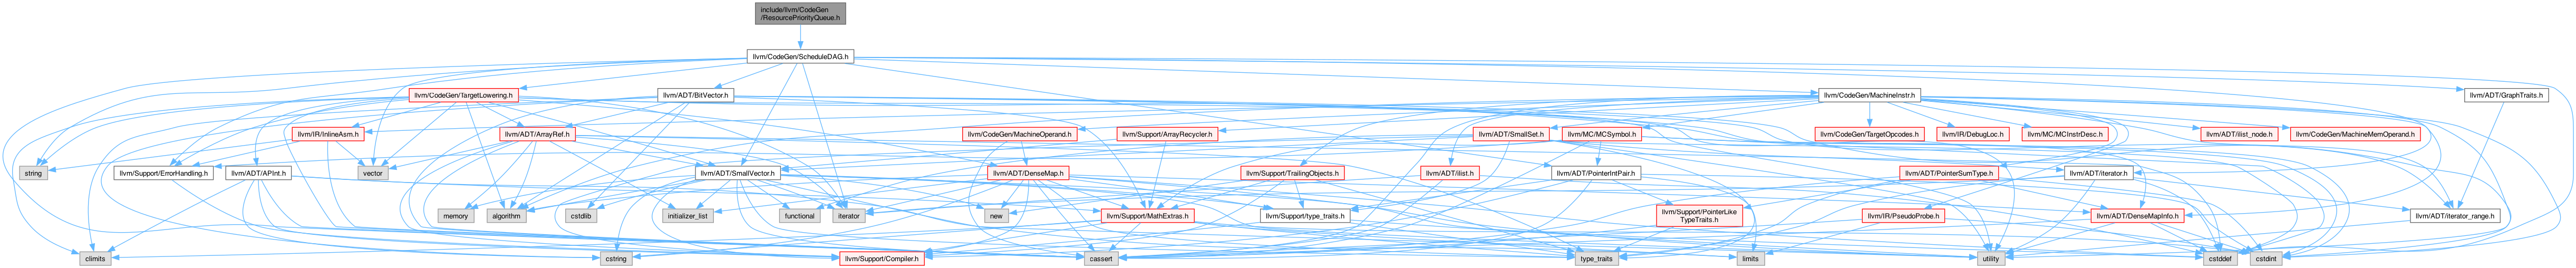 include/llvm/CodeGen
/ResourcePriorityQueue.h
llvm/CodeGen/ScheduleDAG.h
llvm/CodeGen/TargetLowering.h
llvm/ADT/BitVector.h
llvm/CodeGen/MachineInstr.h
llvm/ADT/GraphTraits.h
llvm/IR/InlineAsm.h
llvm/ADT/ArrayRef.h
llvm/CodeGen/MachineOperand.h
llvm/Support/ArrayRecycler.h
llvm/ADT/SmallSet.h
llvm/MC/MCSymbol.h
llvm/CodeGen/TargetOpcodes.h
llvm/IR/DebugLoc.h
llvm/MC/MCInstrDesc.h
llvm/ADT/ilist_node.h
llvm/CodeGen/MachineMemOperand.h
string
llvm/Support/ErrorHandling.h
llvm/ADT/APInt.h
vector
llvm/ADT/SmallVector.h
llvm/ADT/DenseMap.h
llvm/Support/TrailingObjects.h
llvm/ADT/ilist.h
llvm/ADT/PointerIntPair.h
llvm/ADT/PointerSumType.h
llvm/ADT/iterator.h
memory
algorithm
cstdlib
initializer_list
functional
iterator
new
llvm/Support/MathExtras.h
llvm/Support/type_traits.h
llvm/Support/PointerLike
TypeTraits.h
llvm/IR/PseudoProbe.h
llvm/ADT/DenseMapInfo.h
llvm/ADT/iterator_range.h
climits
cstring
llvm/Support/Compiler.h
cassert
type_traits
limits
utility
cstddef
cstdint